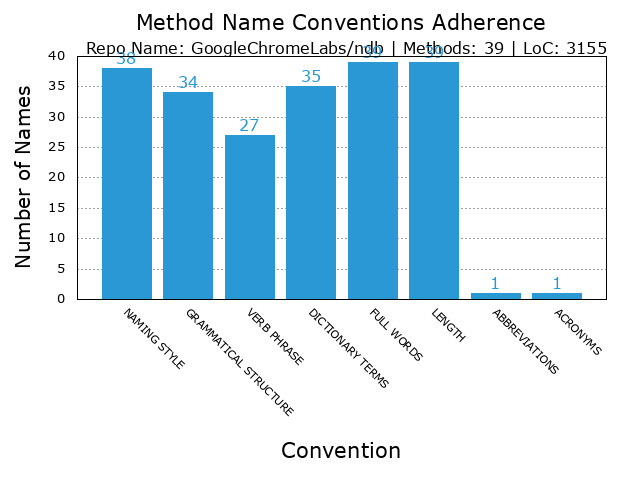 Method Name Conventions Adherence
Repo Name: GoogleChromeLabs/ndb | Methods: 39 | LoC: 3155
Number of Names
40
35
30
25
20
15
10
5
0
38
34
27
35
39
39
1
1
NAMING STYLE
GRAMMATICAL STRUCTURE
VERB PHRASE
DICTIONARY TERMS
FULL WORDS
LENGTH
ABBREVIATIONS
ACRONYMS
Convention